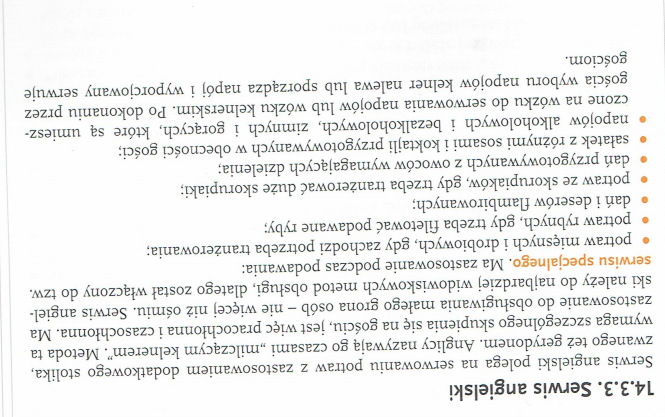 14.3.3. Serwis angielski
Serwis angielski polega na serwowaniu potraw z zastosowaniem dodatkowego stolika,
zwanego też gerydonem. Anglicy nazywają go czasami „milczącym kelnerem”. Metoda ta
wymaga szczególnego skupienia się na gościu, jest więc pracochłonna i czasochłonna. Ma
zastosowanie do obsługiwania małego grona osób – nie więcej niż ośmiu. Serwis angiel-
ski należy do najbardziej widowiskowych metod obsługi, dlatego został włączony do tzw.
serwisu specjalnego. Ma zastosowanie podczas podawania:
• potraw mięsnych i drobiowych, gdy zachodzi potrzeba tranżerowania;
• potraw rybnych, gdy trzeba filetować podawane ryby;
• dań i deserów flambirowanych;
• potraw ze skorupiaków, gdy trzeba tranżerować duże skorupiaki;
• dań przygotowywanych z owoców wymagających dzielenia;
• sałatek z różnymi sosami i koktajli przygotowywanych w obecności gości;
• napojów alkoholowych i bezalkoholowych, zimnych i gorących, które są umiesz-
czone na wózku do serwowania napojów lub wózku kelnerskim. Po dokonaniu przez
gościa wyboru napojów kelner nalewa lub sporządza napój i wyporcjowany serwuje
gościom.